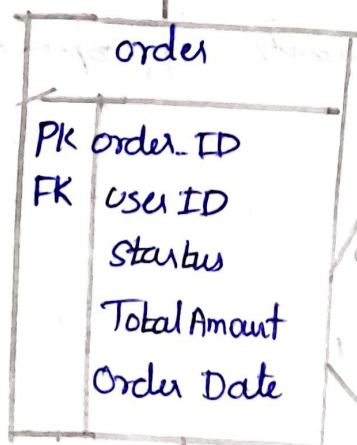 order
PK order_ID
FK User ID
Status
Total Amount
Order Date